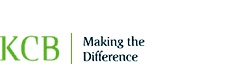 KCB
Making the
Difference